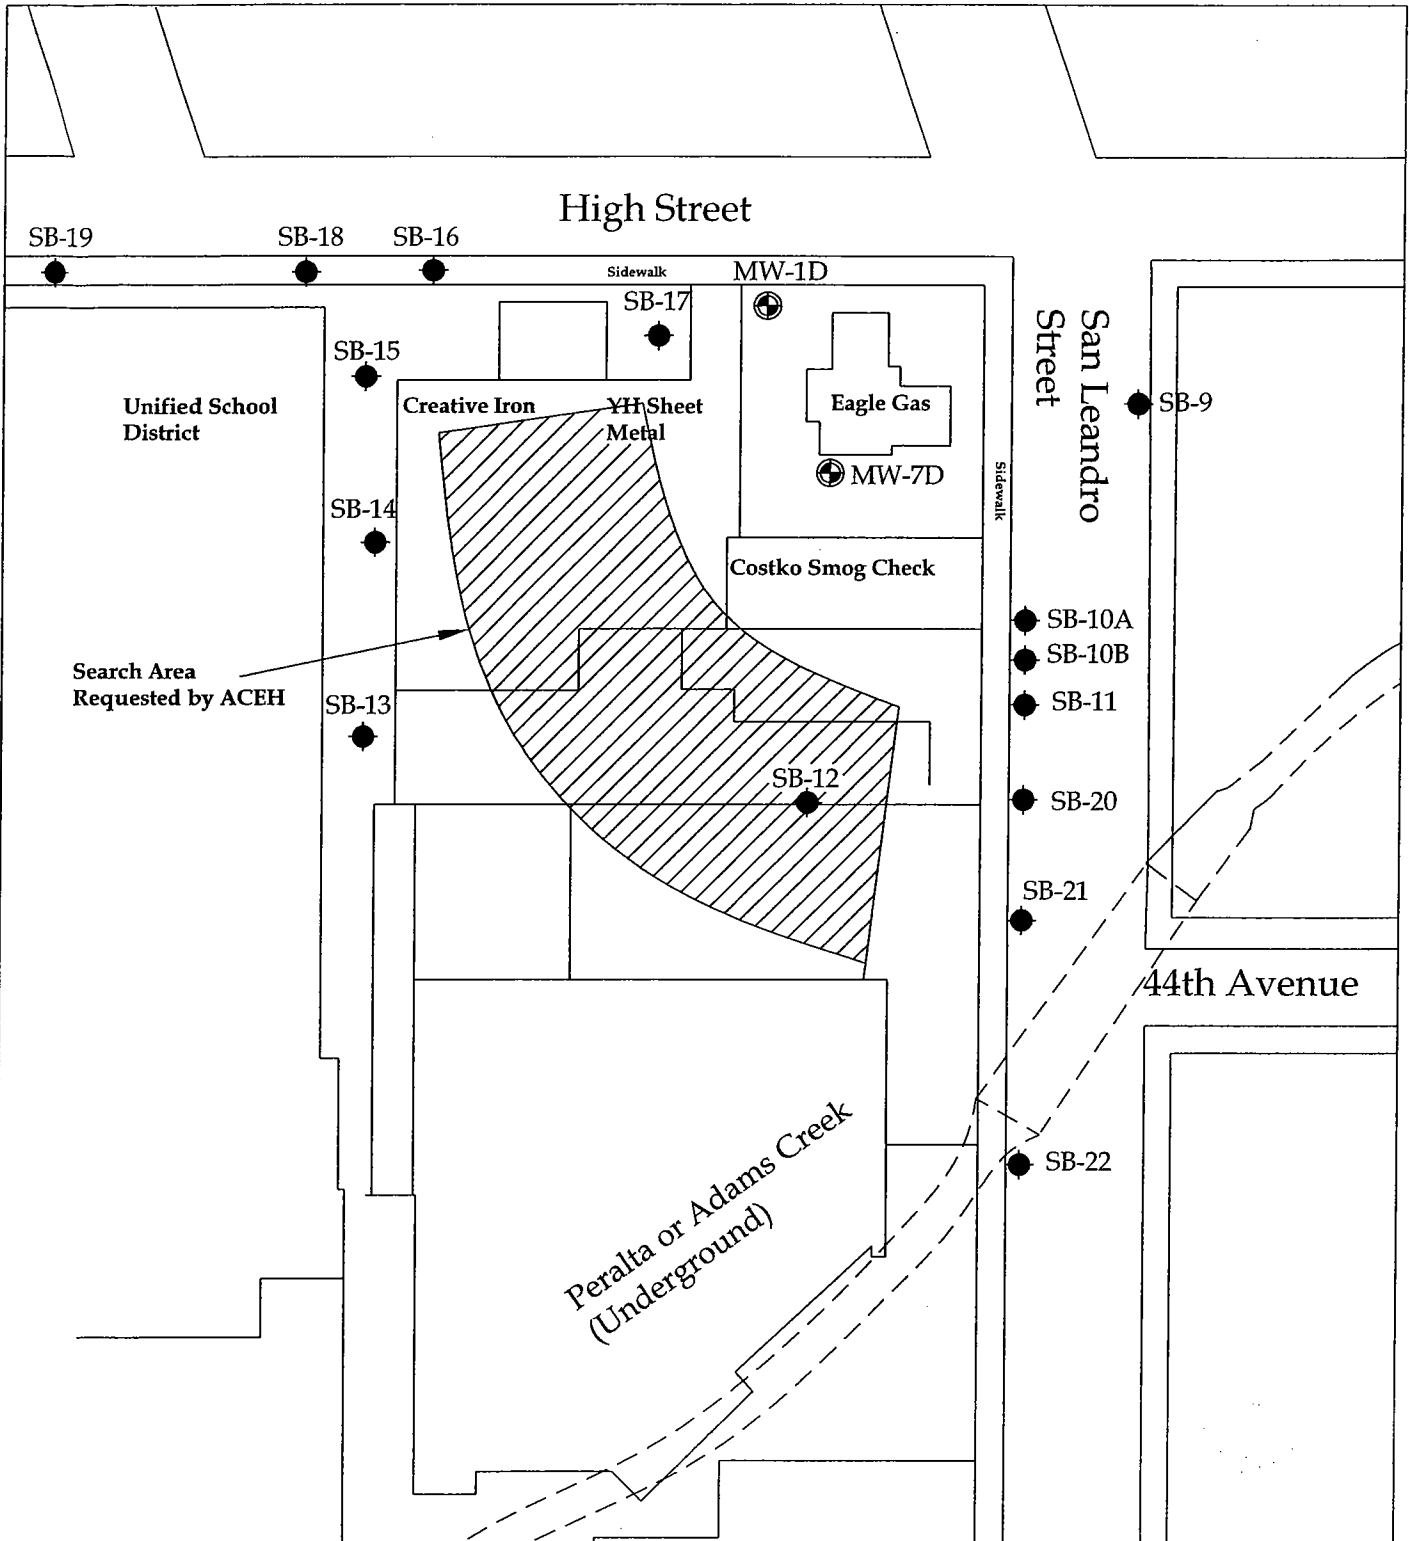 High Street
SB-19
SB-18
SB-16
Sidewalk
MW-1D
SB-17
San Leandro
Street
SB-15
Unified School
District
Creative Iron
YH Sheet
Metal
Eagle Gas
SB-9
MW-7D
Sidewalk
SB-14
Costko Smog Check
SB-10A
SB-10B
Search Area
Requested by ACEH
SB-11
SB-13
SB-12
SB-20
SB-21
44th Avenue
SB-22
Peralta or Adams Creek
(Underground)